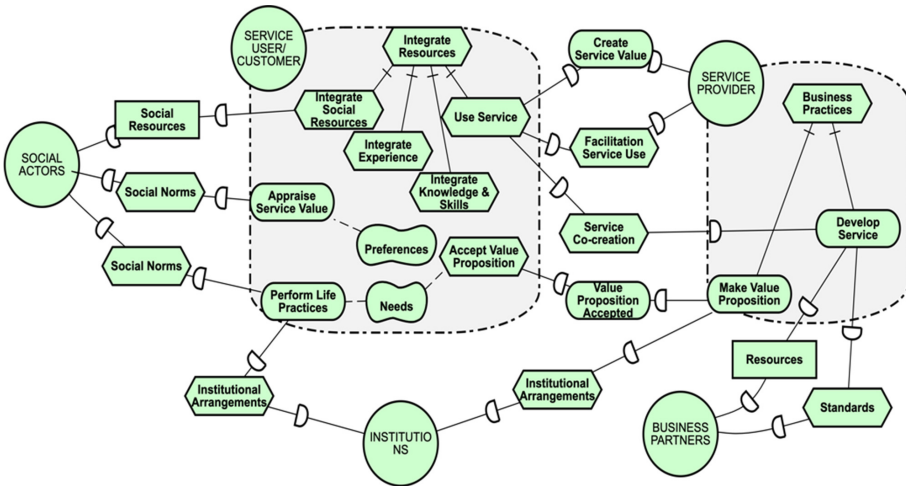 SERVICE
USER/
CUSTOMER
Integrate
Resources
Create
Service Value
SERVICE
PROVIDER
Business
Practices
Social
Resources
Integrate
Social
Resources
Use Service
Integrate
Experience
Facilitation
Service Use
SOCIAL
ACTORS
Social Norms
Appraise
Service Value
Integrate
Knowledge &
Skills
Preferences
Accept Value
Proposition
Service
Co-creation
Develop
Service
Social Norms
Perform Life
Practices
Needs
Value
Proposition
Accepted
Make Value
Proposition
Resources
Institutional
Arrangements
Institutional
Arrangements
INSTITUTIO
NS
BUSINESS
PARTNERS
Standards